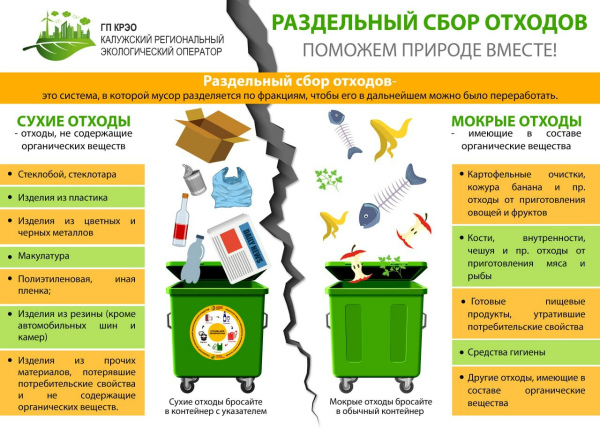 ГП КРЭО
КАЛУЖСКИЙ РЕГИОНАЛЬНЫЙ
ЭКОЛОГИЧЕСКИЙ ОПЕРАТОР
РАЗДЕЛЬНЫЙ СБОР ОТХОДОВ
ПОМОЖЕМ ПРИРОДЕ ВМЕСТЕ!
Раздельный сбор отходов-
это система, в которой мусор разделяется по фракциям, чтобы его в дальнейшем можно было переработать.
СУХИЕ ОТХОДЫ
- отходы, не содержащие
органических веществ
• Стеклобой, стеклотара
• Изделия из пластика
• Изделия из цветных и
черных металлов
• Макулатура
• Полиэтиленовая, иная
пленка;
• Изделия из резины (кроме
автомобильных шин и
камер)
• Изделия из прочих
материалов, потерявшие
потребительские свойства
и не содержащие
органических веществ.
DAILY NEWS
Сухие отходы бросайте
в контейнер с указателем
Мокрые отходы бросайте
в обычный контейнер
МОКРЫЕ ОТХОДЫ
- имеющие в составе
органические вещества
• Картофельные очистки,
кожура банана и пр.
отходы от приготовления
овощей и фруктов
• Кости, внутренности,
чешуя и пр. отходы от
приготовления мяса и
рыбы
• Готовые пищевые
продукты, утратившие
потребительские свойства
• Средства гигиены
• Другие отходы, имеющие в
составе органические
вещества